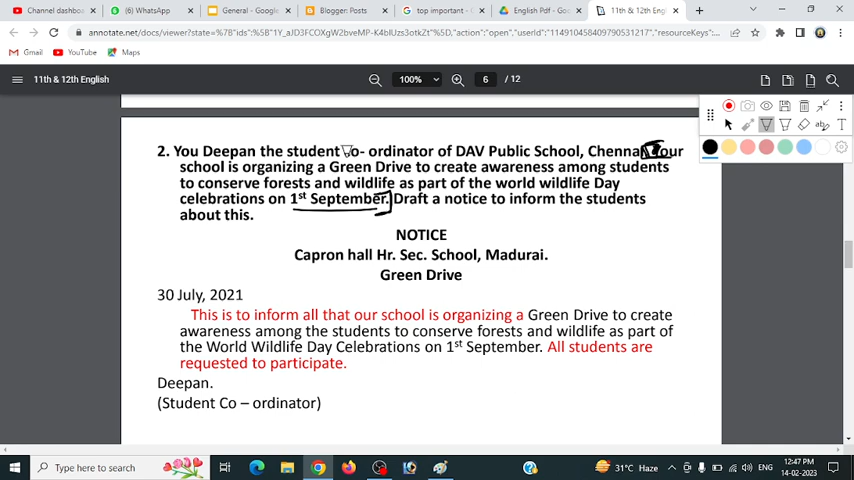 Channel dashboa
(6) WhatsApp
General - Google
Blogger: Posts
top important -
English Pdf - Goo
11th & 12th Engl
annotate.net/docs/viewer?state=%7B"ids"%5B"1Y_aJD3FCOXgW2bveMP-K4blUzs3otkZt"%5D,"action":"open","userId":"114910458409790531217","resourceKeys"
Gmail
YouTube
Maps
11th & 12th English
100%
6 / 12
2. You Deepan the student Co- ordinator of DAV Public School, Chennai. Your
school is organizing a Green Drive to create awareness among students
to conserve forests and wildlife as part of the world wildlife Day
celebrations on 1st September. Draft a notice to inform the students
about this.
NOTICE
Capron hall Hr. Sec. School, Madurai.
Green Drive
30 July, 2021
This is to inform all that our school is organizing a Green Drive to create
awareness among the students to conserve forests and wildlife as part of
the World Wildlife Day Celebrations on 1st September. All students are
requested to participate.
Deepan.
(Student Co – ordinator)
Type here to search
31°C Haze
ENG
12:47 PM
14-02-2023